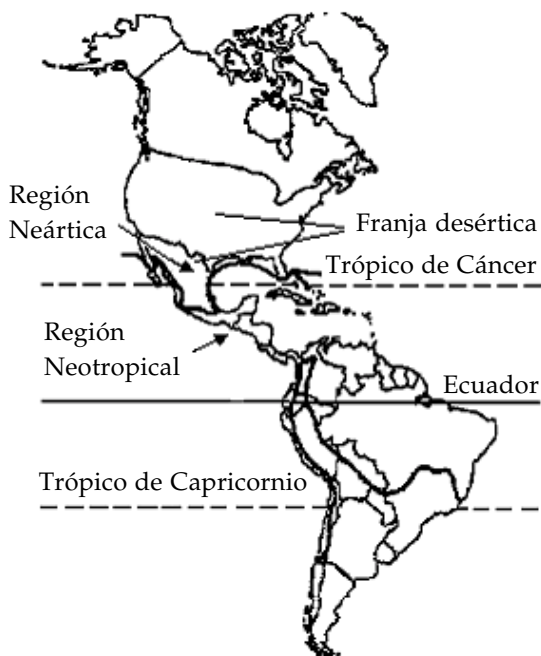 Región
Neártica
Franja desértica
Trópico de Cáncer
Región
Neotropical
Ecuador
Trópico de Capricornio